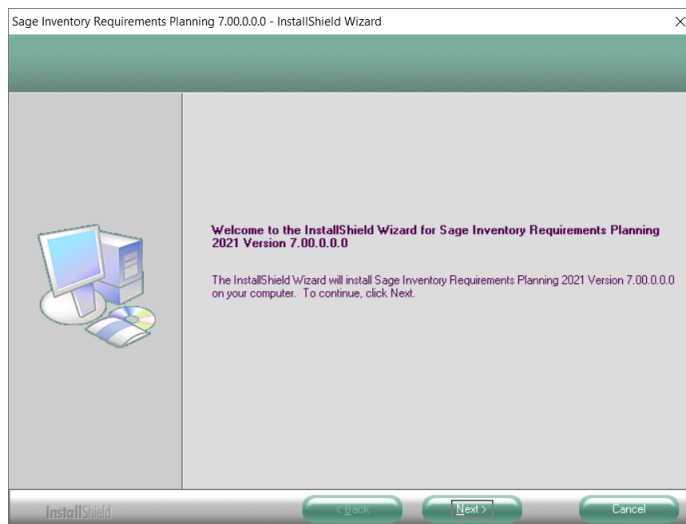 Sage Inventory Requirements Planning 7.00.0.0.0 - InstallShield Wizard
Welcome to the InstallShield Wizard for Sage Inventory Requirements Planning
2021 Version 7.00.0.0.0
The InstallShield Wizard will install Sage Inventory Requirements Planning 2021 Version 7.00.0.0.0
on your computer. To continue, click Next.
InstallShield
< Back
Next >
Cancel